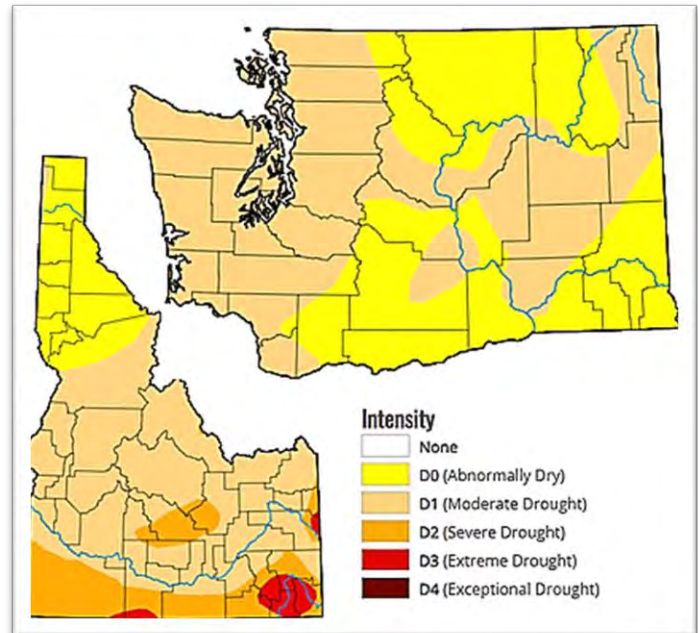 Intensity
None
D0 (Abnormally Dry)
D1 (Moderate Drought)
D2 (Severe Drought)
D3 (Extreme Drought)
D4 (Exceptional Drought)